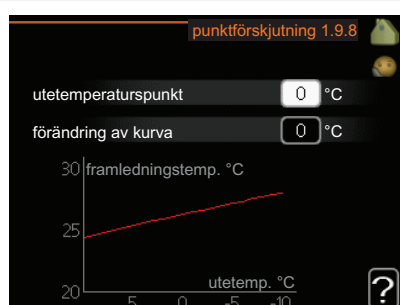 punktförskjutning 1.9.8
utetemperaturspunkt 0 °C
förändring av kurva 0 °C
30 framledningstemp. °C
25
utetemp. °C
20
5 0 -5 -10
?